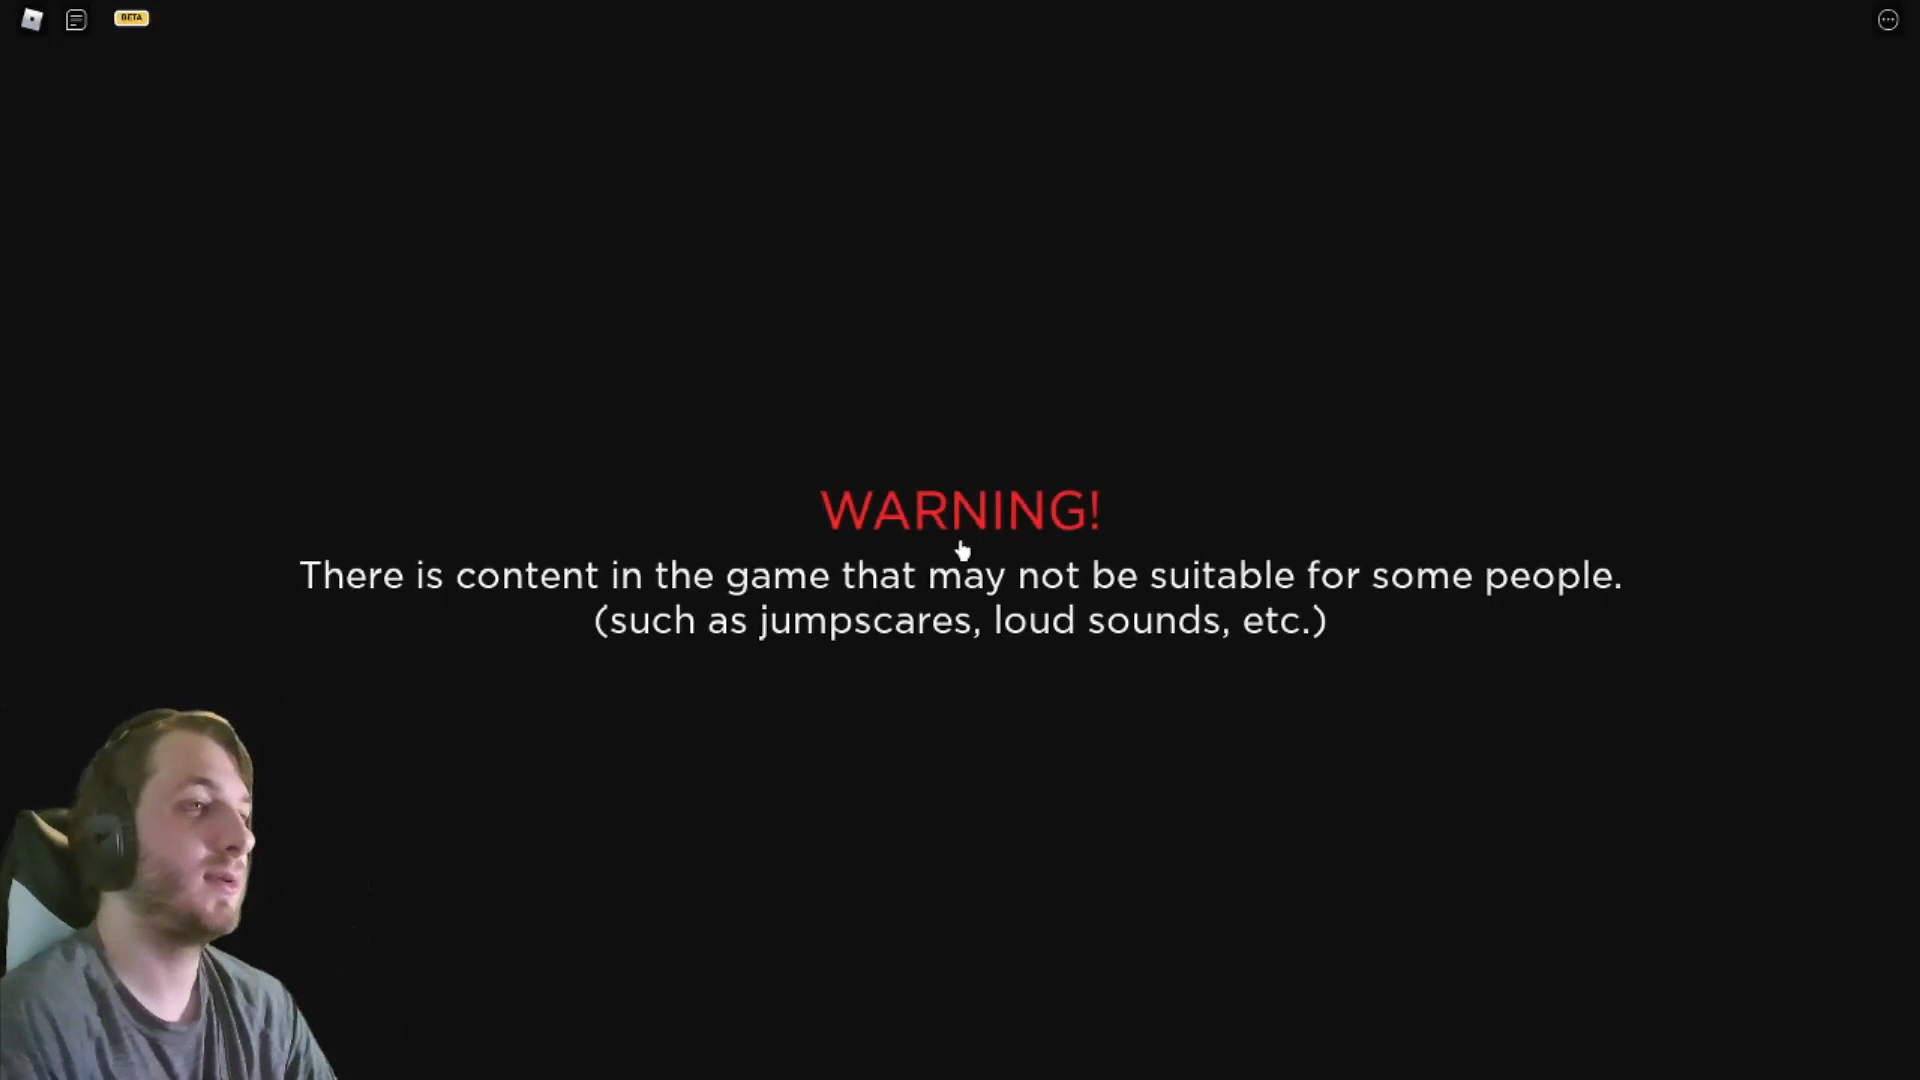 BETA
WARNING!
There is content in the game that may not be suitable for some people.
(such as jumpscares, loud sounds, etc.)